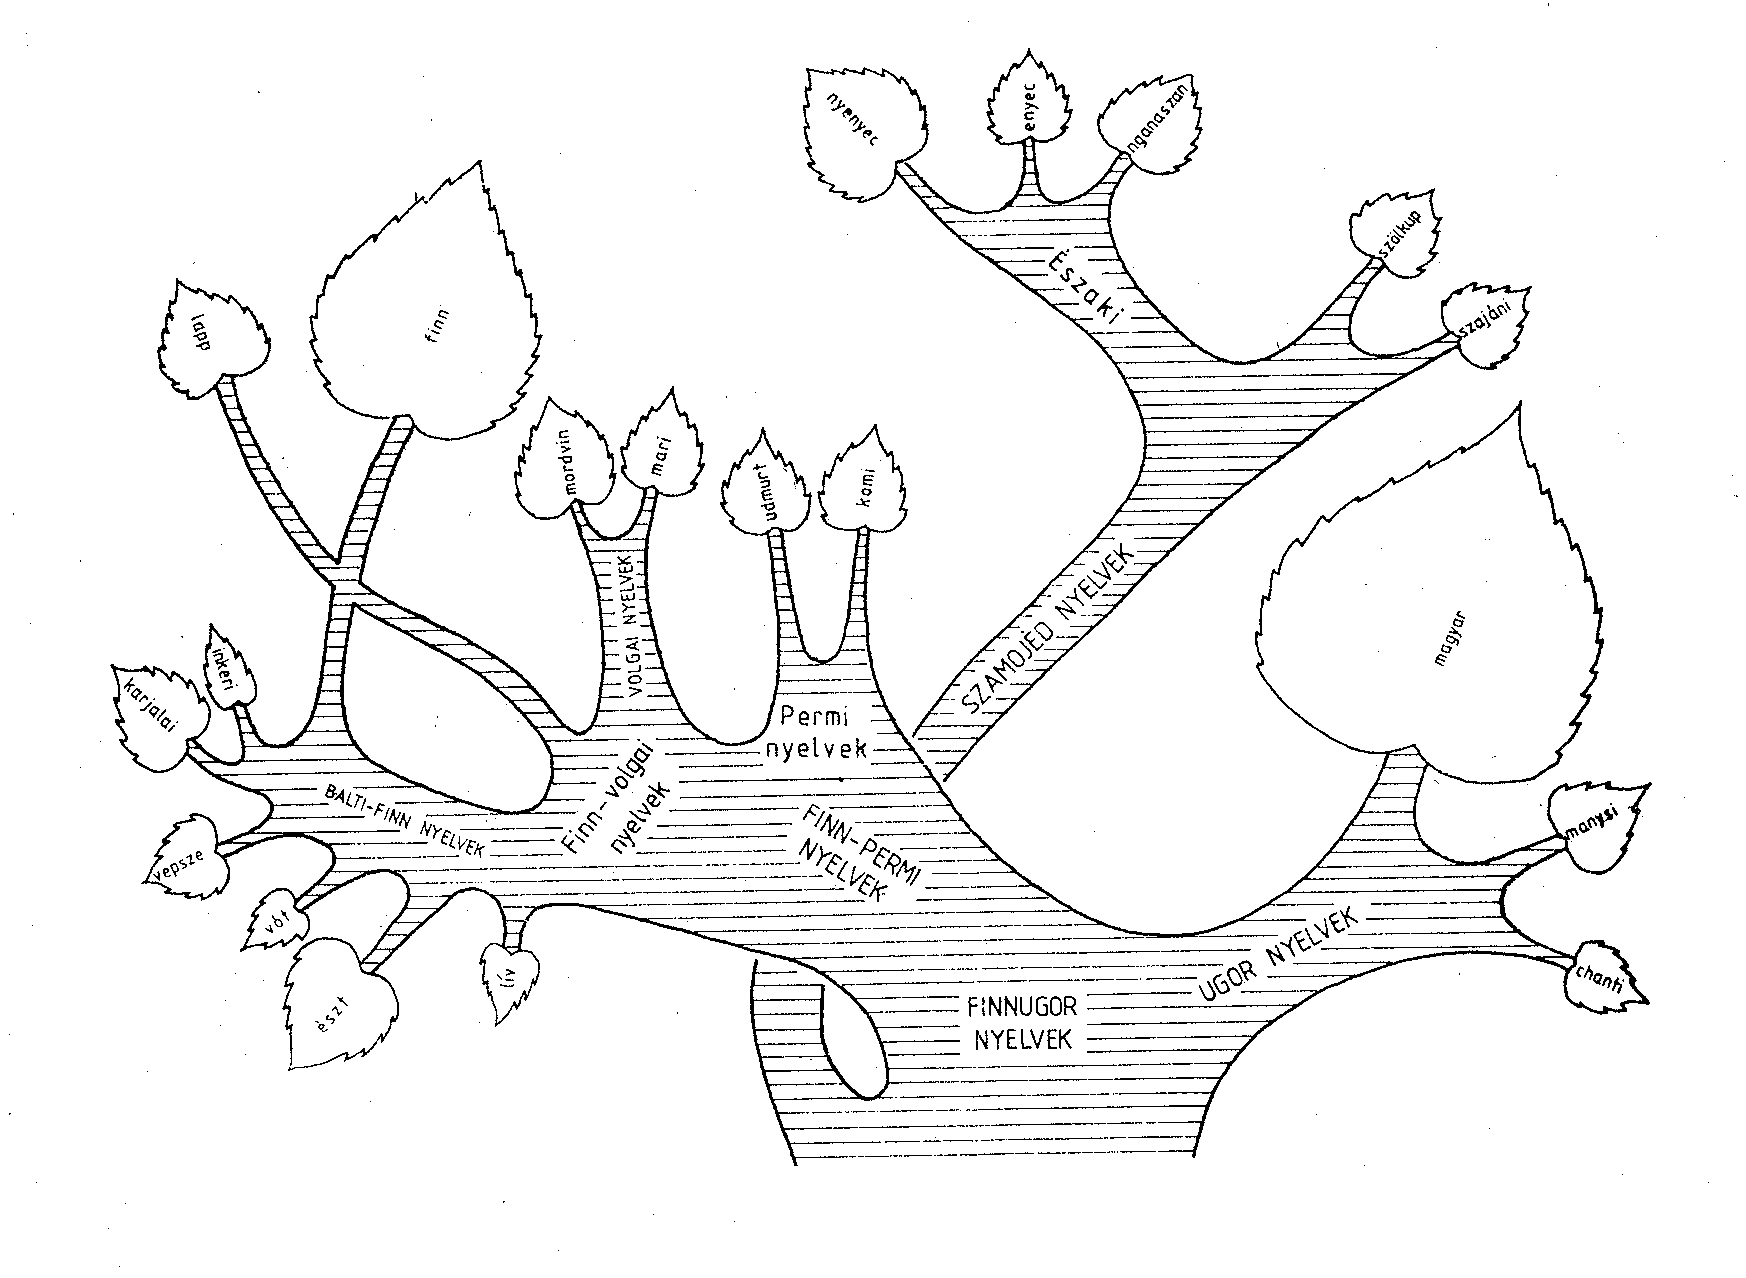 nyenyec
enyec
nganaszan
szölkup
szajáni
Északi
lapp
finn
mordvin
mari
udmurt
komi
magyar
VOLGAI NYELVEK
SZAMOJÉD NYELVEK
inkeri
karjalai
Permi
nyelvek
Finn-volgai
nyelvek
BALTI-FINN NYELVEK
FINN-PERMI
NYELVEK
manysi
vepsze
vót
észt
lív
UGOR NYELVEK
chanti
FINNUGOR
NYELVEK